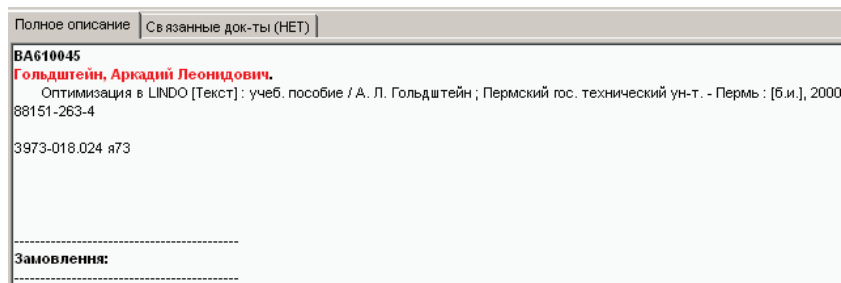 Полное описание Связанные док-ты (НЕТ)
BA610045
Гольдштейн, Аркадий Леонидович.
Оптимизация в LINDO [Текст] : учеб. пособие / А. Л. Гольдштейн ; Пермский гос. технический ун-т. - Пермь : [б.и.], 2000
88151-263-4
3973-018.024 я73
------------------------------------------
Замовлення:
------------------------------------------